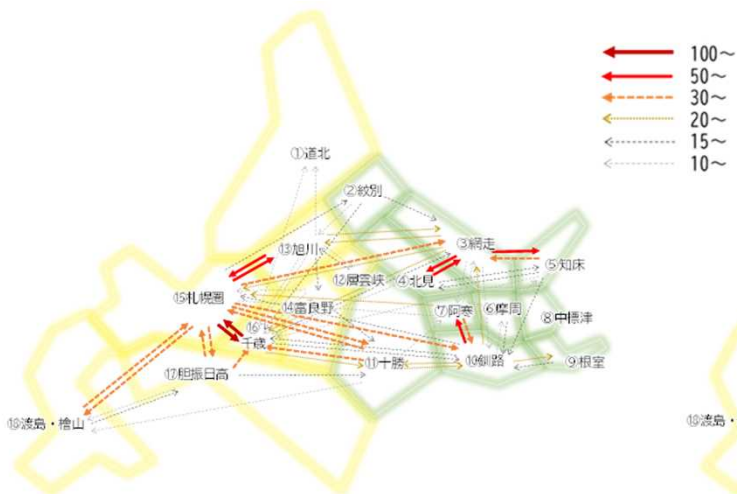 100～
50～
30～
20～
15～
10～
①道北
②紋別
③網走
⑬旭川
⑤知床
⑫層雲峡
④北見
⑮札幌圏
⑭富良野
⑦阿寒
⑥摩周
⑧中標津
⑯
千歳
⑪十勝
⑩釧路
⑨根室
⑰胆振日高
⑱渡島・檜山
⑱渡島・